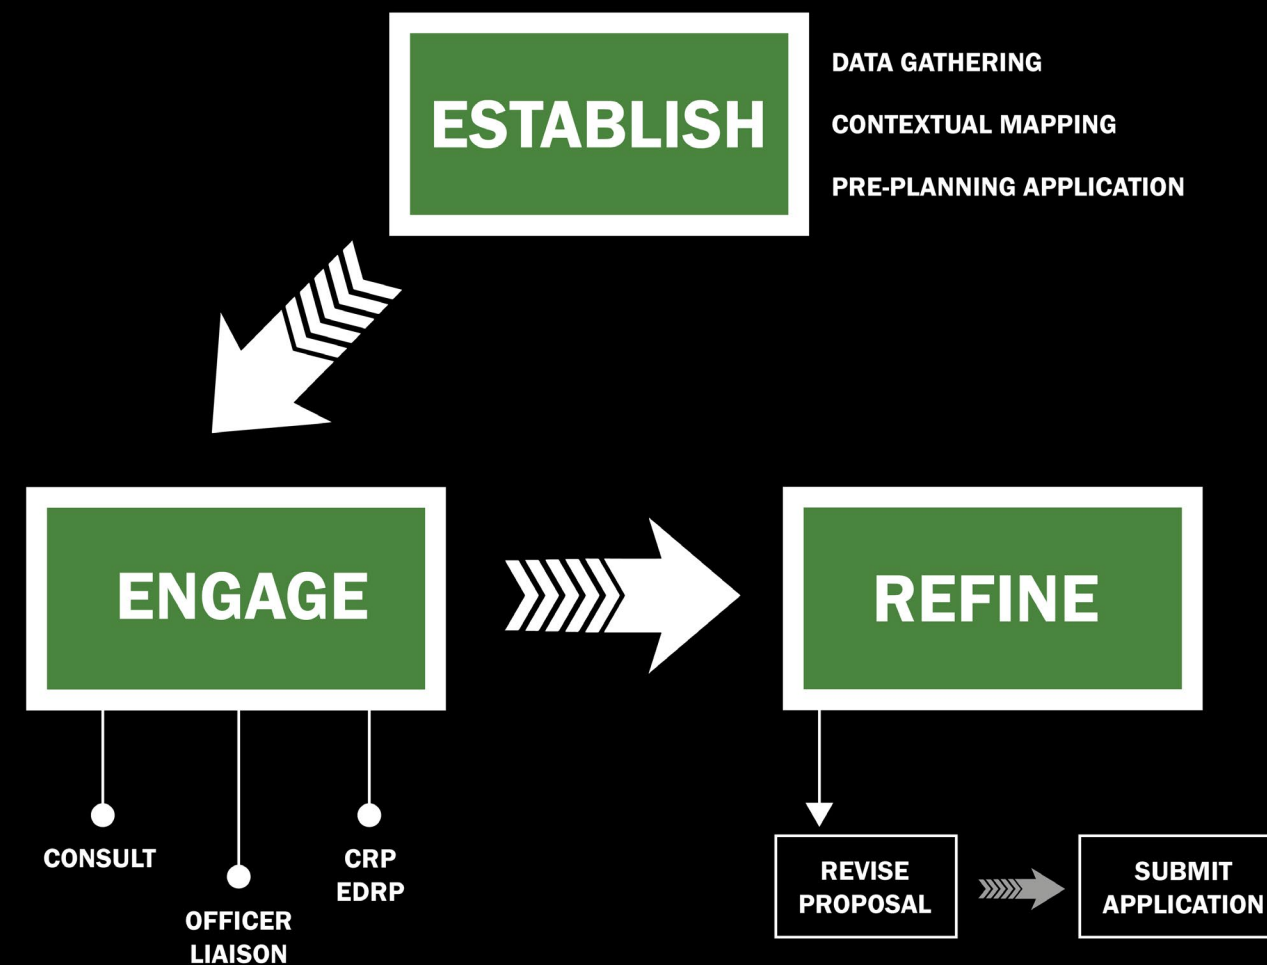 ESTABLISH
DATA GATHERING
CONTEXTUAL MAPPING
PRE-PLANNING APPLICATION
ENGAGE
REFINE
CONSULT
OFFICER
LIAISON
CRP
EDRP
REVISE
PROPOSAL
SUBMIT
APPLICATION